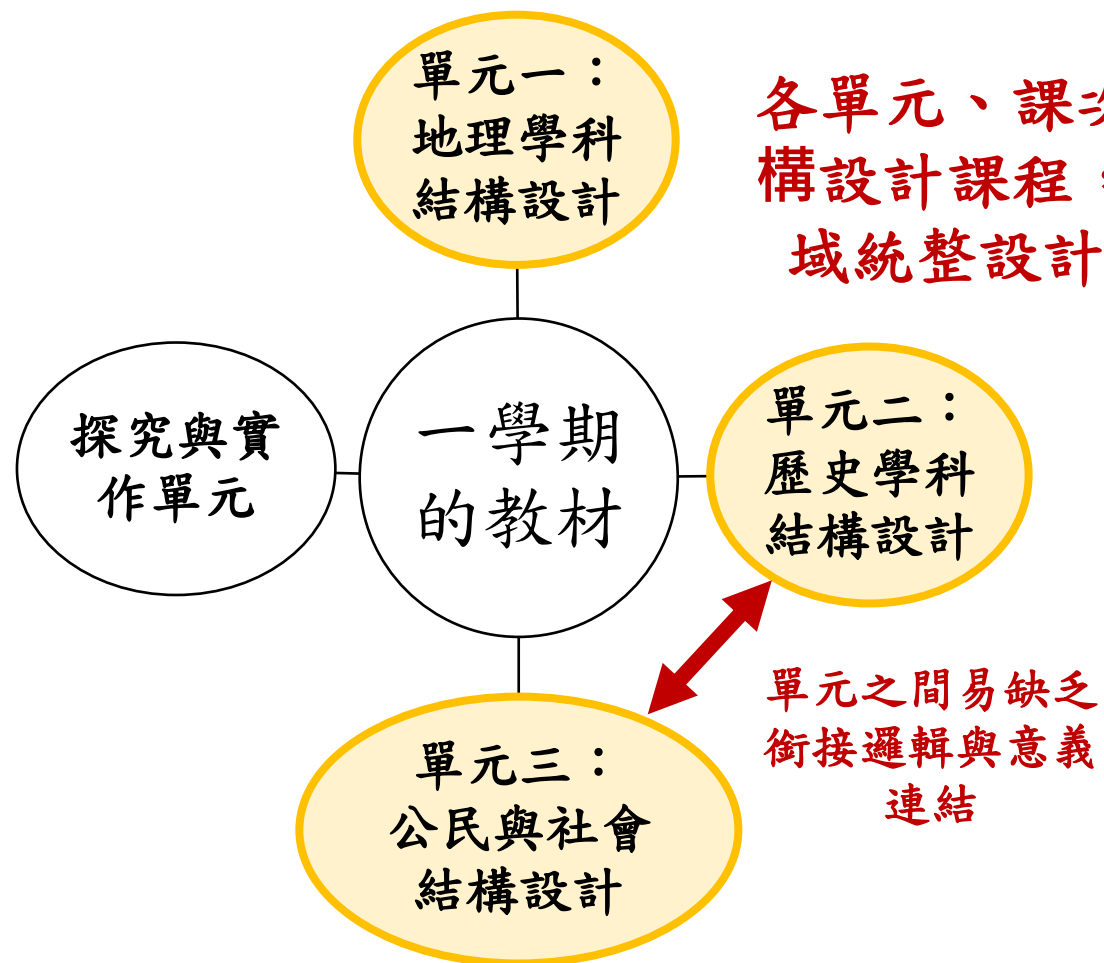 單元一：
地理學科
結構設計
各單元、課
構設計課程
域統整設計
探究與實
作單元
一學期
的教材
單元二：
歷史學科
結構設計
單元之間易缺乏
銜接邏輯與意義
連結
單元三：
公民與社會
結構設計